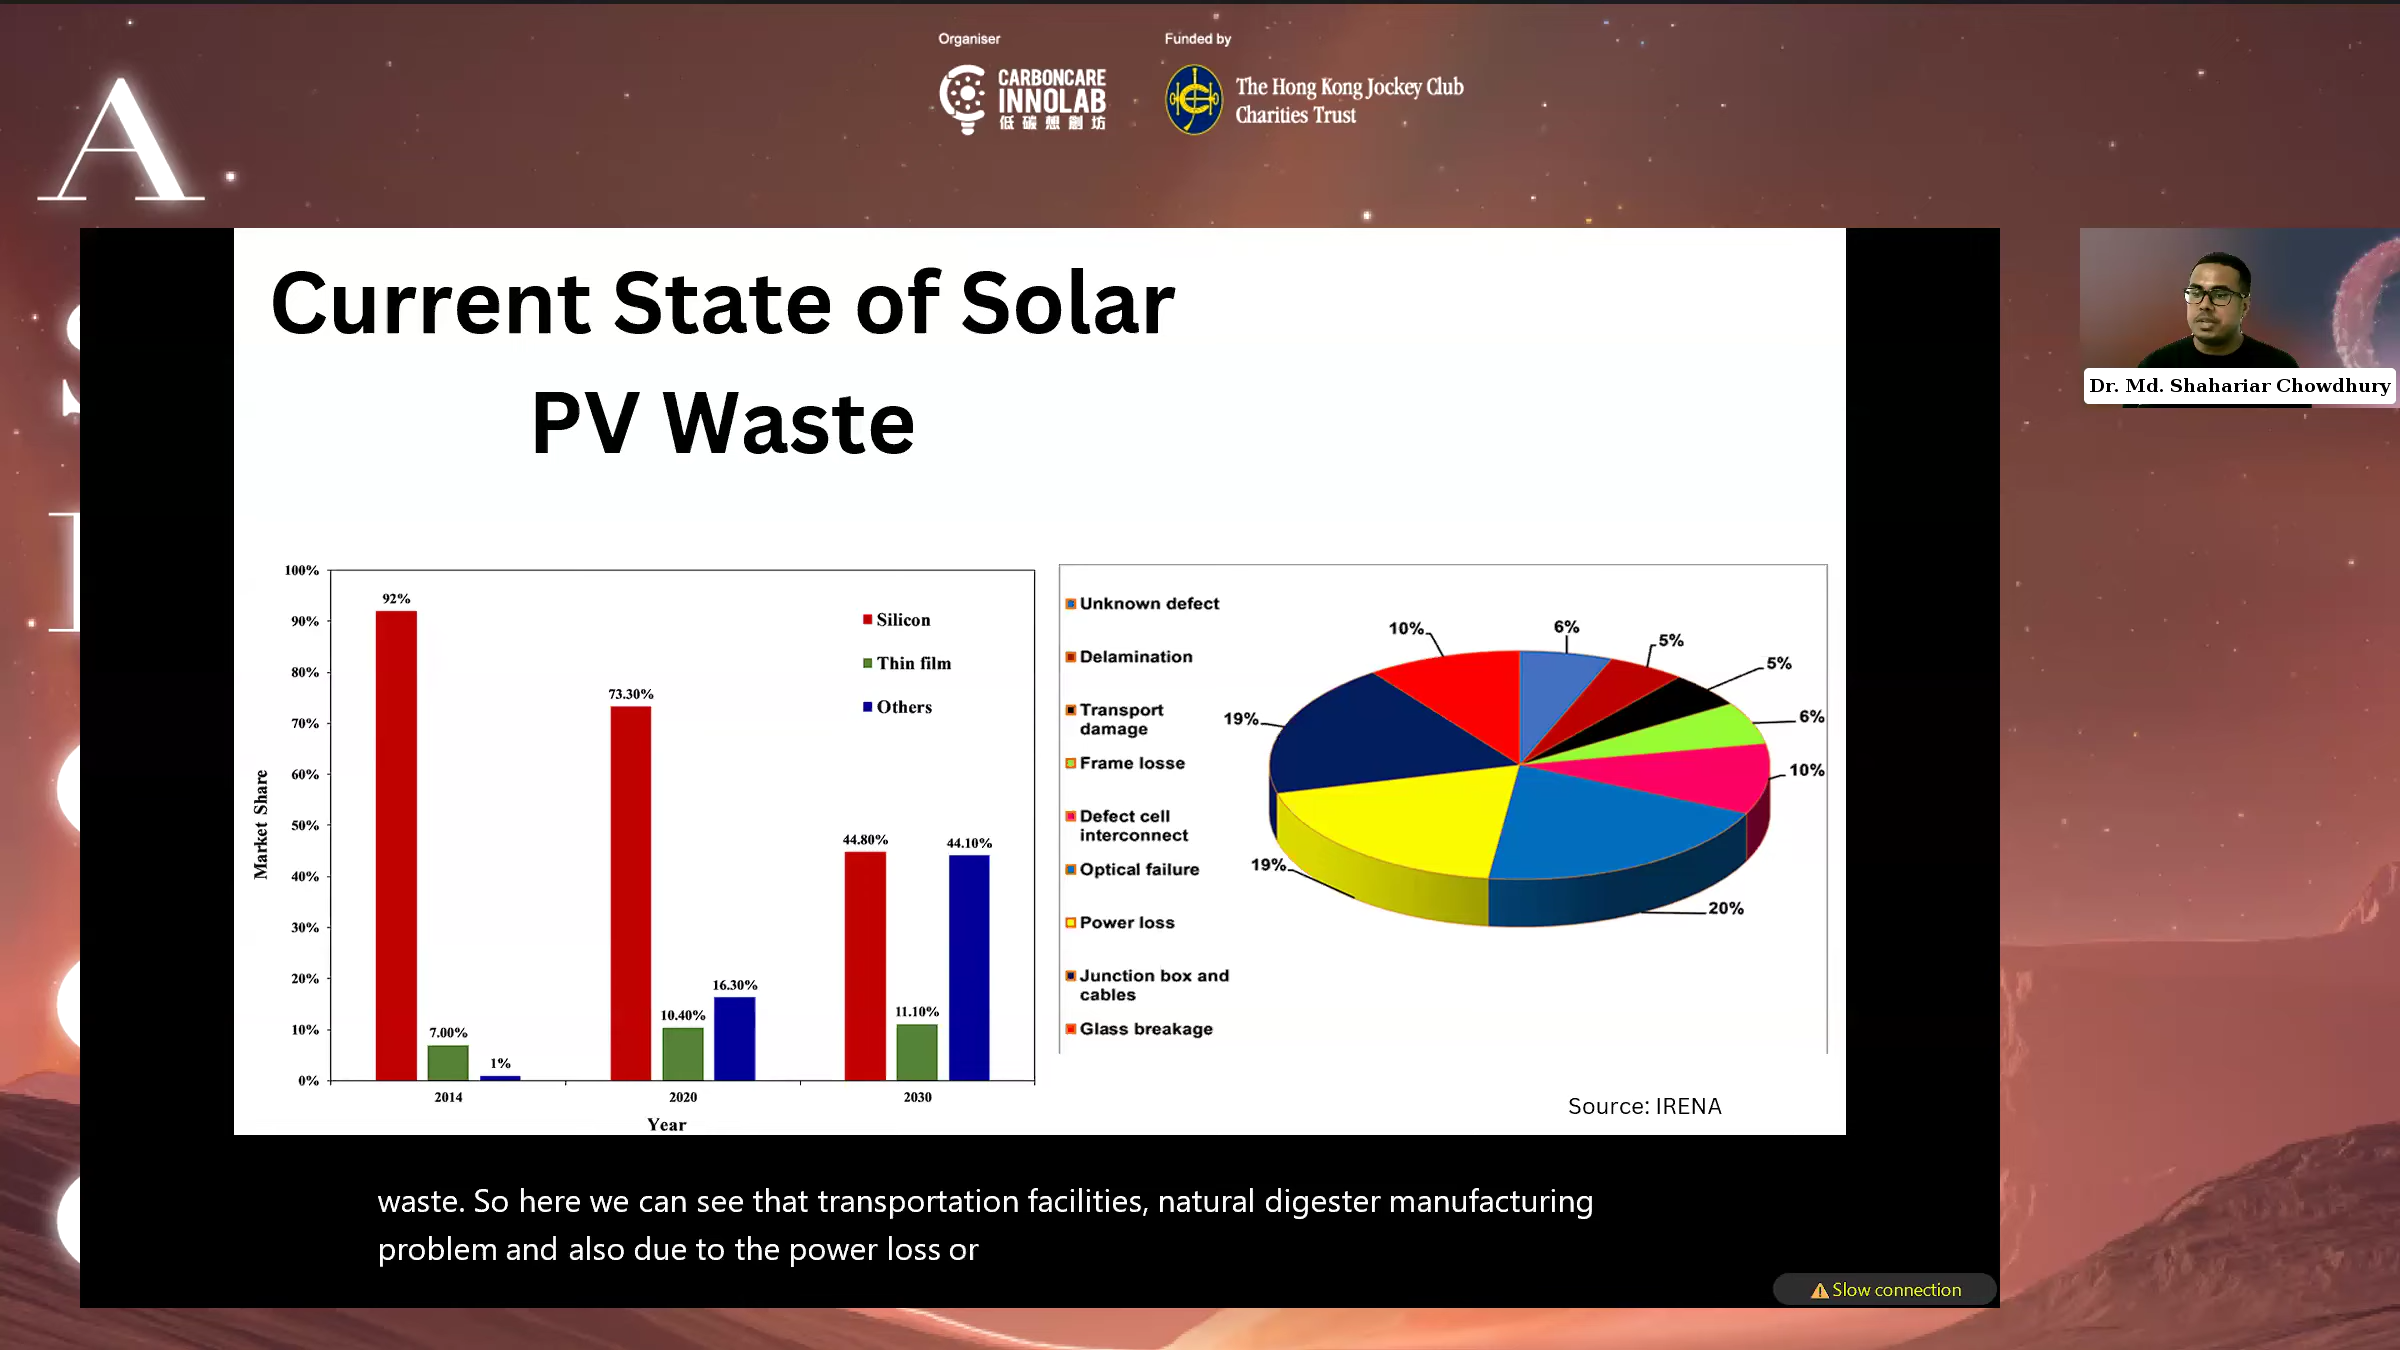 Organiser
Funded by
CARBONCARE
INNOLAB
低碳想創坊
The Hong Kong Jockey Club
Charities Trust
A
Current State of Solar
PV Waste
Dr. Md. Shahariar Chowdhury
100%
90%
80%
70%
60%
50%
40%
30%
20%
10%
0%
Market Share
92%
7.00%
1%
73.30%
10.40%
16.30%
44.80%
11.10%
44.10%
Silicon
Thin film
Others
2014
2020
2030
Year
Unknown defect
Delamination
Transport
damage
Frame losse
Defect cell
interconnect
Optical failure
Power loss
Junction box and
cables
Glass breakage
10%
6%
5%
5%
6%
10%
20%
19%
19%
Source: IRENA
waste. So here we can see that transportation facilities, natural digester manufacturing
problem and also due to the power loss or
Slow connection